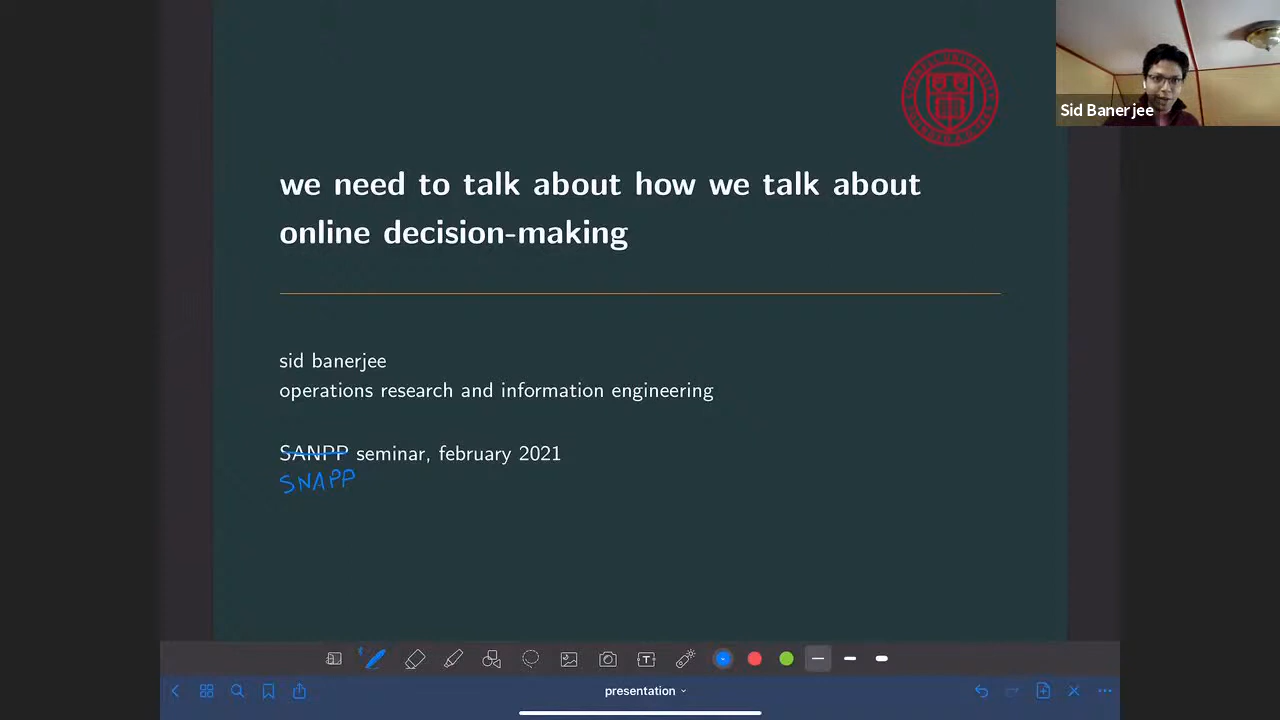 Sid Banerjee
we need to talk about how we talk about
online decision-making
sid banerjee
operations research and information engineering
SANPP seminar, february 2021
SNAPP
presentation